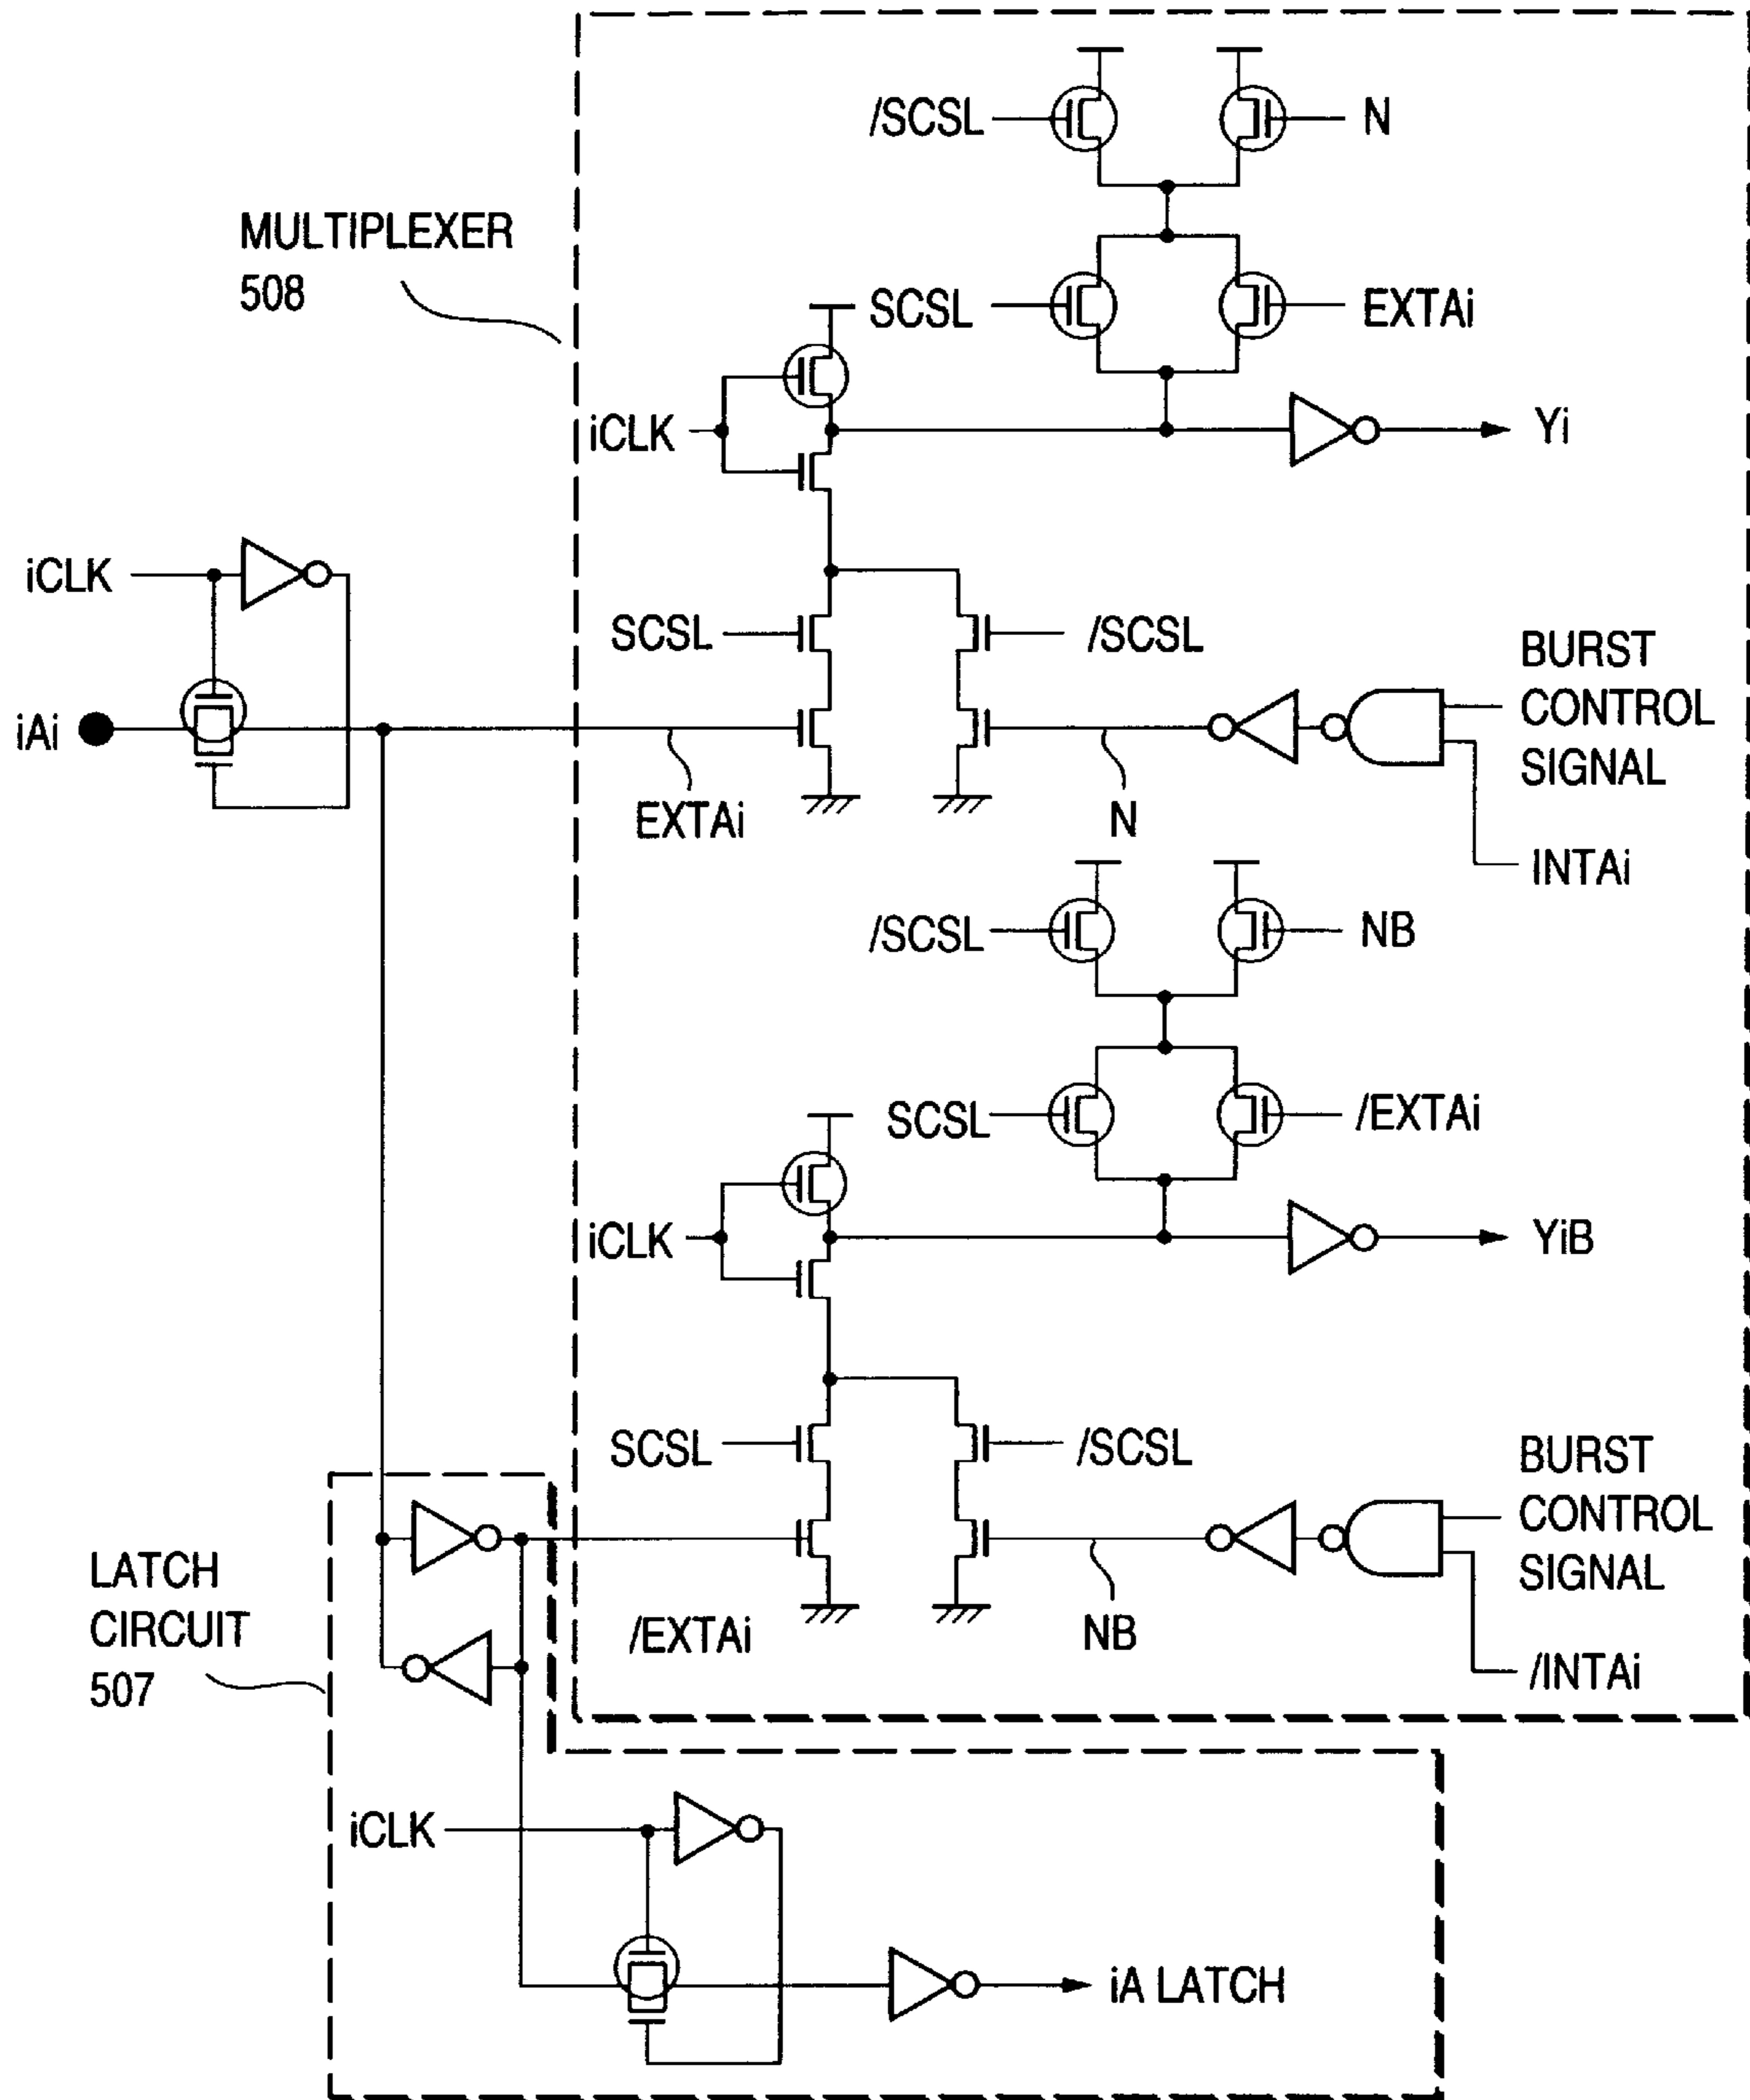 /SCSL
N
MULTIPLEXER
508
SCSL
EXTAi
iCLK
Yi
iCLK
SCSL
/SCSL
BURST
CONTROL
SIGNAL
iAi
EXTAi
N
INTAi
/SCSL
NB
SCSL
/EXTAi
iCLK
YiB
SCSL
/SCSL
BURST
CONTROL
SIGNAL
LATCH
CIRCUIT
507
/EXTAi
NB
/INTAi
iCLK
iA LATCH